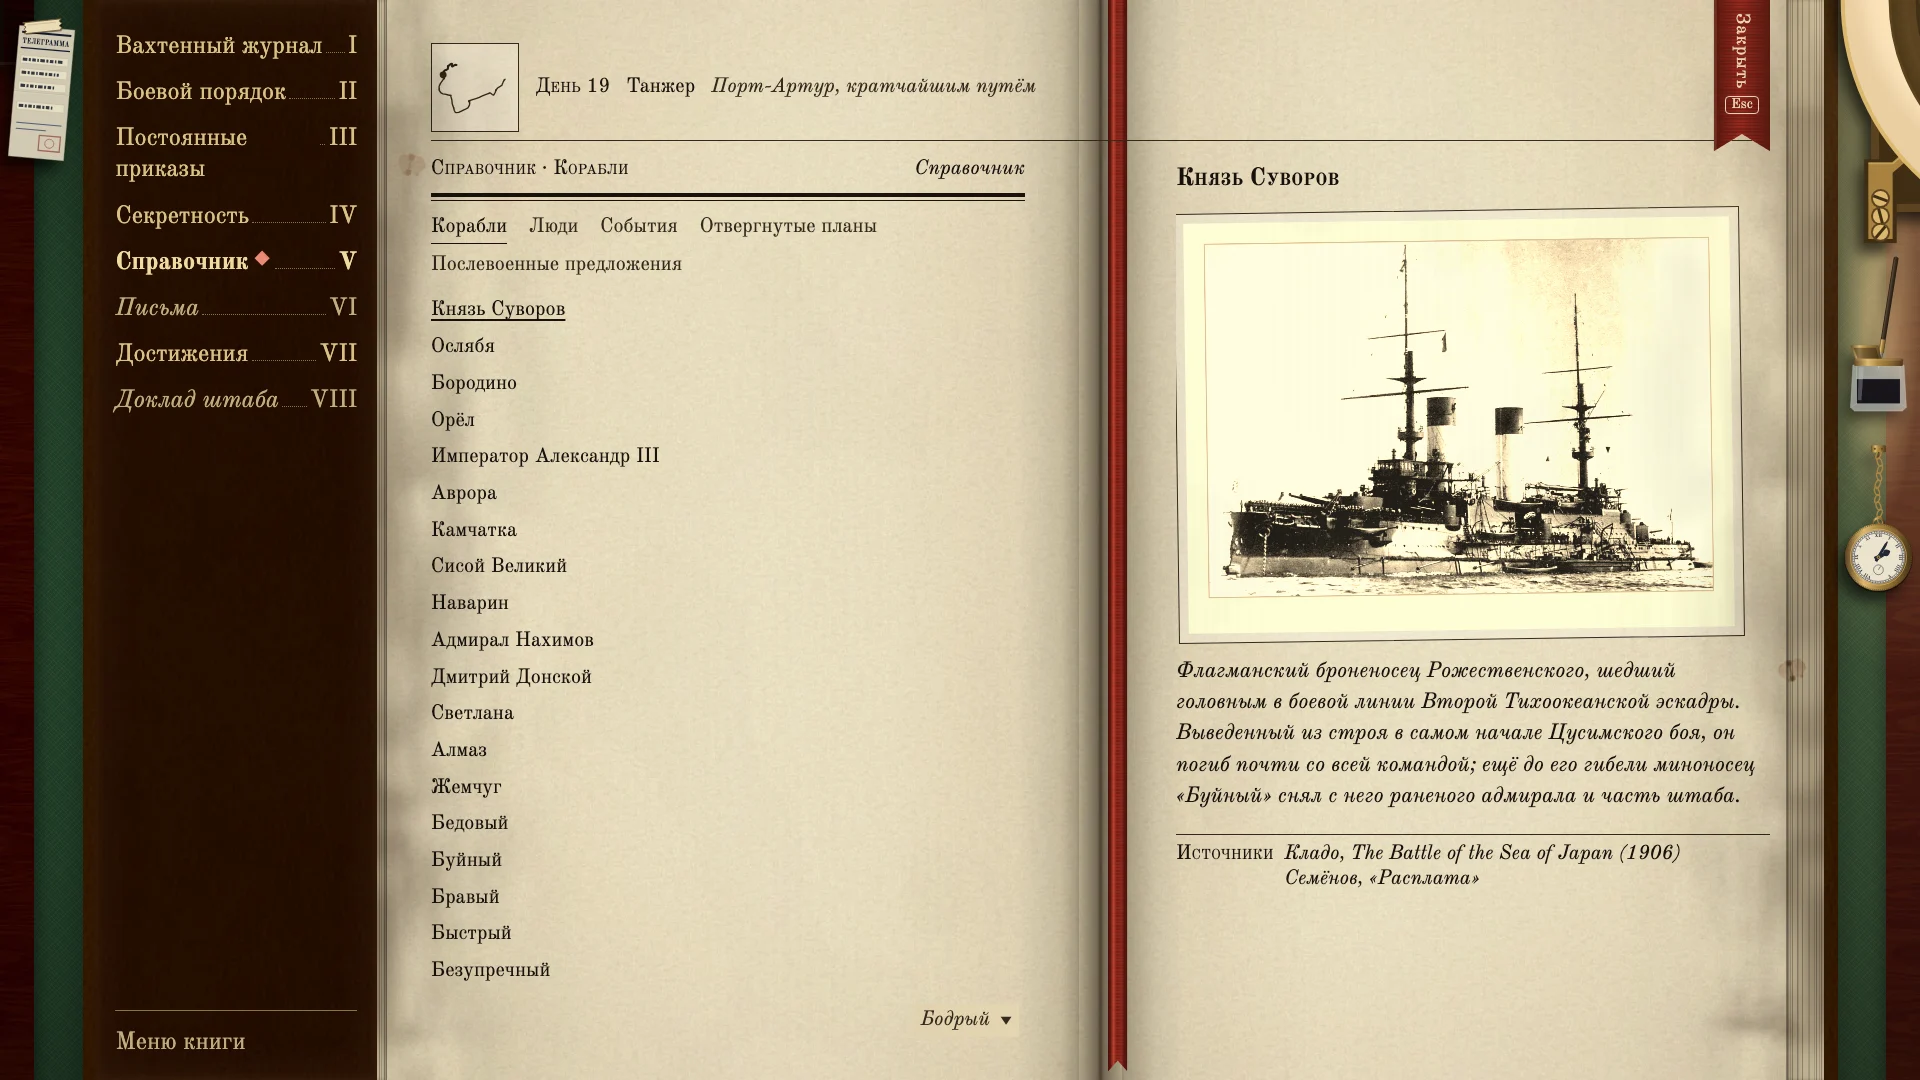 ТЕЛЕГРАММА
Вахтенный журнал I
Боевой порядок II
Постоянные III
приказы
Секретность IV
Справочник V
Письма VI
Достижения VII
Доклад штаба VIII
Меню книги
День 19 Танжер Порт-Артур, кратчайшим путём
Справочник · Корабли Справочник
Корабли Люди События Отвергнутые планы
Послевоенные предложения
Князь Суворов
Ослябя
Бородино
Орёл
Император Александр III
Аврора
Камчатка
Сисой Великий
Наварин
Адмирал Нахимов
Дмитрий Донской
Светлана
Алмаз
Жемчуг
Бедовый
Буйный
Бравый
Быстрый
Безупречный
Бодрый ▼
Закрыть
Esc
Князь Суворов
Флагманский броненосец Рожественского, шедший
головным в боевой линии Второй Тихоокеанской эскадры.
Выведенный из строя в самом начале Цусимского боя, он
погиб почти со всей командой; ещё до его гибели миноносец
«Буйный» снял с него раненого адмирала и часть штаба.
Источники Кладо, The Battle of the Sea of Japan (1906)
Семёнов, «Расплата»